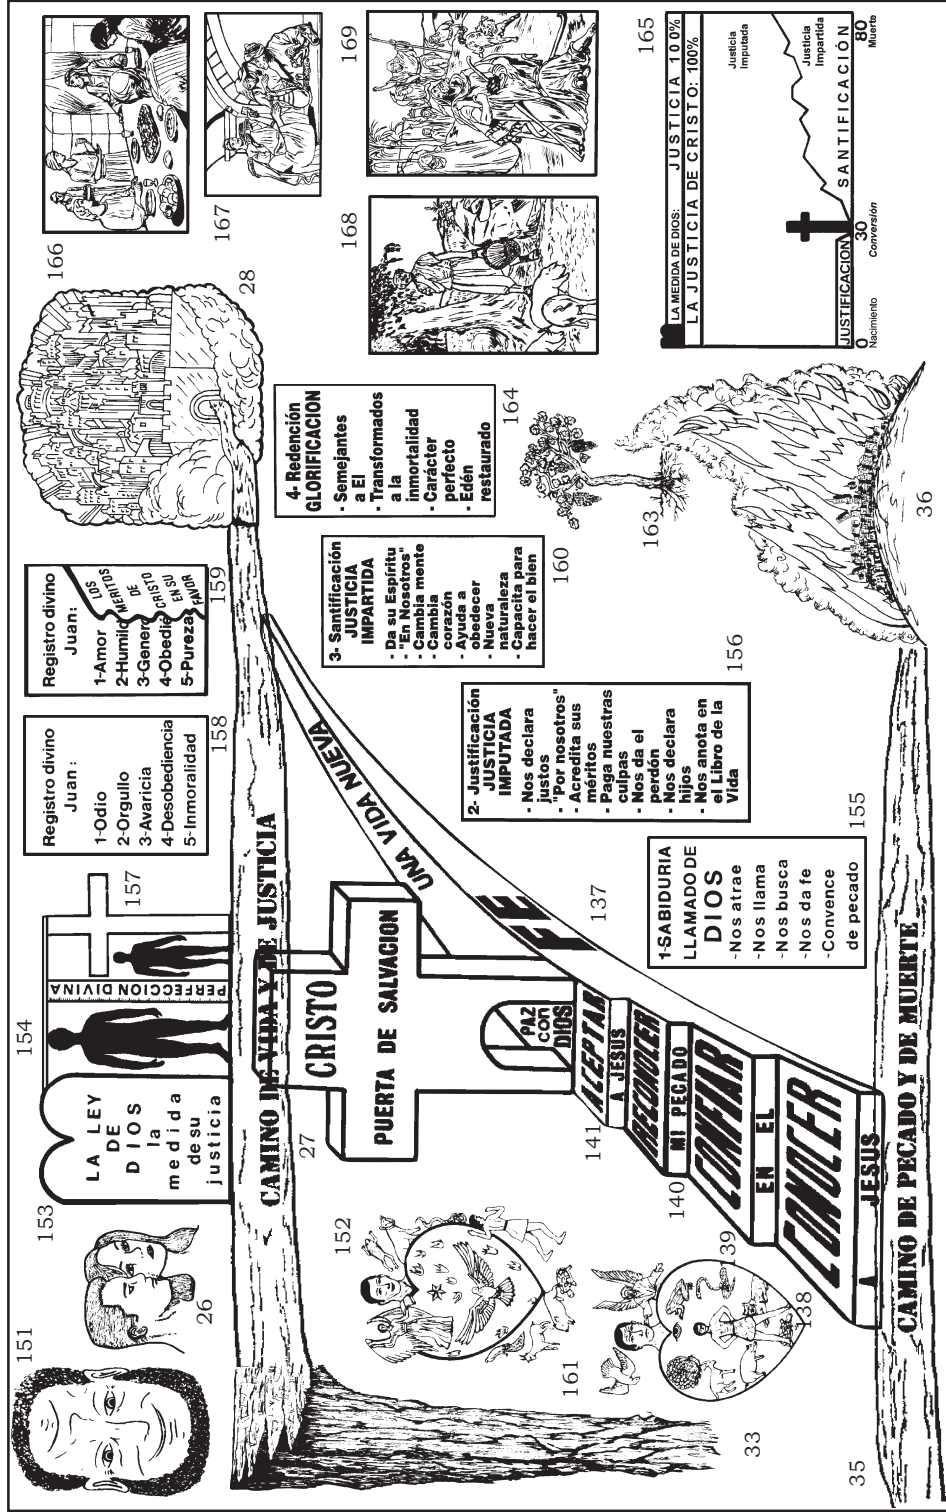 151
26
153
LA LEY
DE
DIOS
la
medida
de su
justicia
154
PERFECCION DIVINA
157
Registro divino
Juan:
1-Odio
2-Orgullo
3-Avaricia
4-Desobediencia
5-Inmoralidad
158
Registro divino
Juan:
1-Amor
2-Humild
3-Genero
4-Obedie
5-Pureza
LOS
MERITOS
DE
CRISTO
EN SU
FAVOR
159
28
166
167
CAMINO DE VIDA Y DE JUSTICIA
27
CRISTO
PUERTA DE SALVACION
PAZ
con
DIOS
UNA VIDA NUEVA
FE
137
141
ACEPTAR
A JESUS
RECONOCER
MI PECADO
140
CONFIAR
EN EL
139
CONOCER
A JESUS
138
152
161
33
35
CAMINO DE PECADO Y DE MUERTE
1-SABIDURIA
LLAMADO DE
DIOS
-Nos atrae
-Nos llama
-Nos busca
-Nos da fe
-Convence
de pecado
155
2- Justificación
JUSTICIA
IMPUTADA
- Nos declara
justos
- "Por nosotros"
- Acredita sus
méritos
- Paga nuestras
culpas
- Nos da el
perdón
- Nos declara
hijos
- Nos anota en
el Libro de la
Vida
156
3- Santificación
JUSTICIA
IMPARTIDA
- Da su Espíritu
- "En Nosotros"
- Cambia mente
- Cambia
corazón
- Ayuda a
obedecer
- Nueva
naturaleza
- Capacita para
hacer el bien
160
4- Redención
GLORIFICACION
- Semejantes
a El
- Transformados
a la
inmortalidad
- Carácter
perfecto
- Edén
restaurado
164
163
36
168
169
165
LA MEDIDA DE DIOS: JUSTICIA 100%
LA JUSTICIA DE CRISTO: 100%
Justicia
Imputada
Justicia
Impartida
JUSTIFICACION
SANTIFICACIÓN
0
30
80
Nacimiento
Conversión
Muerte